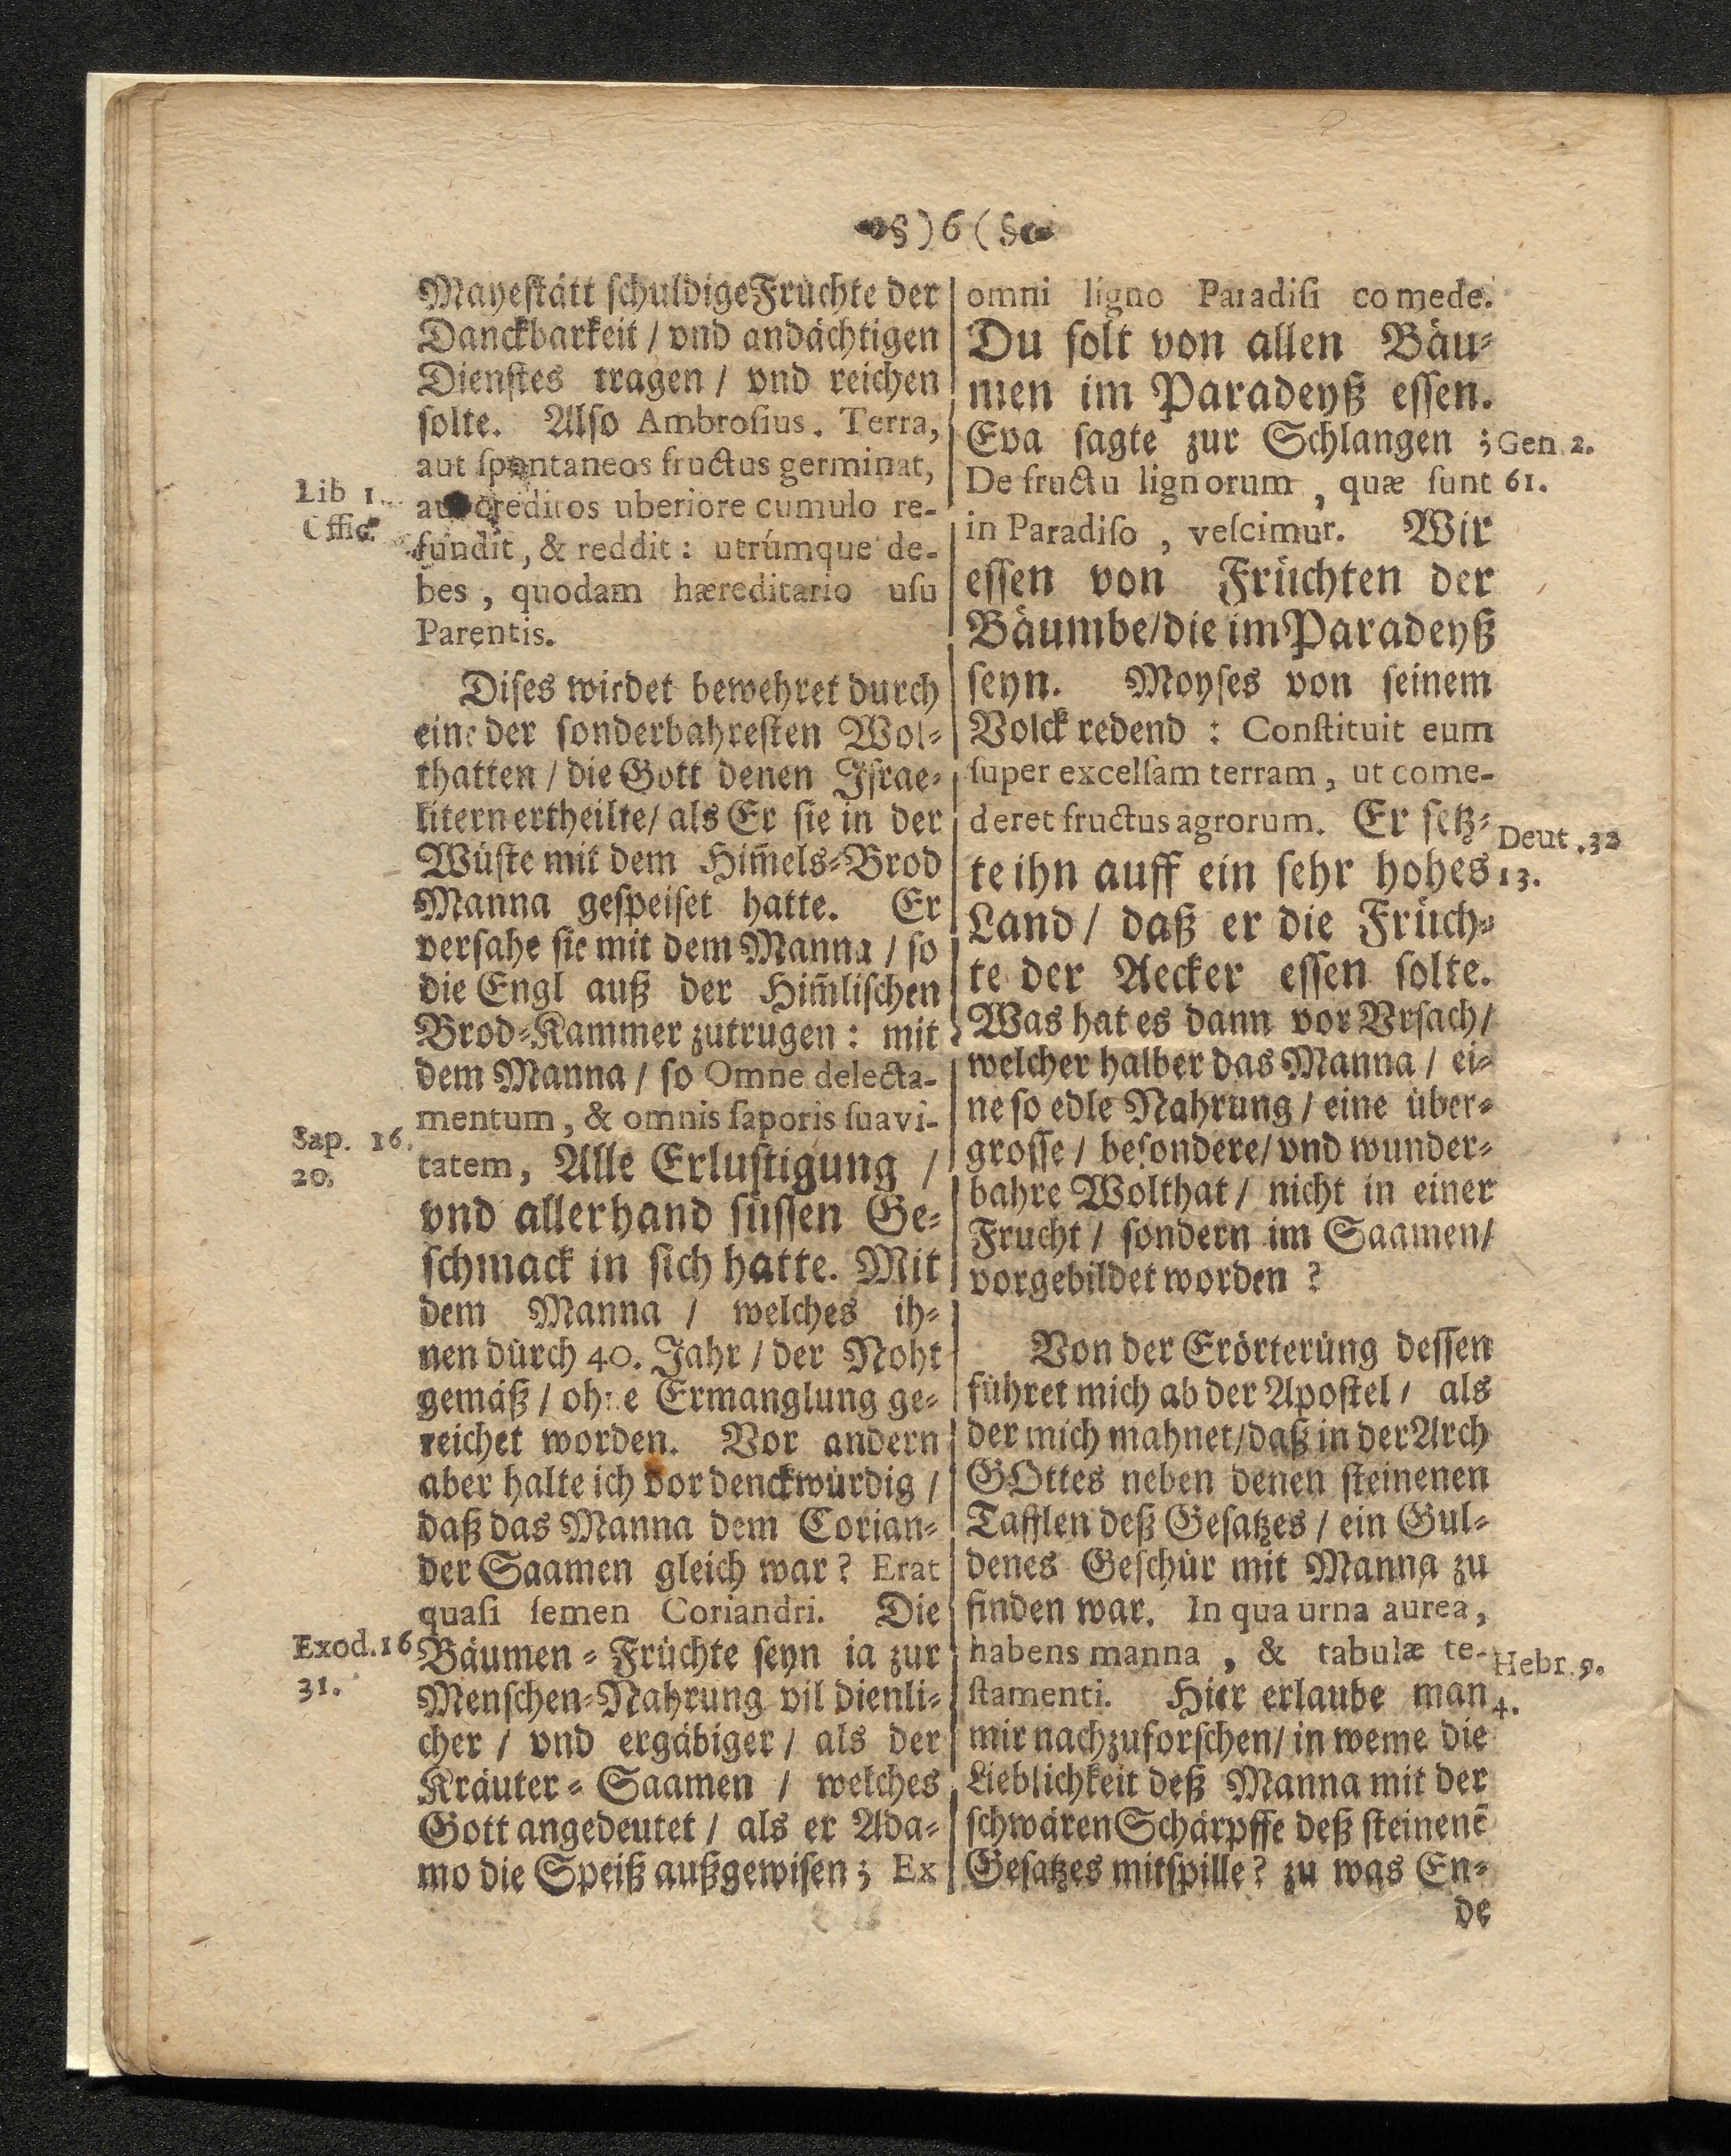 §)6(§
Mayestätt schuldige Früchte der
Danckbarkeit / vnd andächtigen
Dienstes tragen / vnd reichen
solte. Also Ambrosius. Terra,
aut spontaneos fructus germinat,
Lib 1.
Offic.
aut creditos uberiore cumulo re-
fundit, & reddit: utrúmque de-
bes, quodam hæreditario usu
Parentis.
Dises wirdet bewehret durch
eine der sonderbahresten Wol-
thatten / die Gott denen Israe-
litern ertheilte / als Er sie in der
Wüste mit dem Him̃els-Brod
Manna gespeiset hatte. Er
versahe sie mit dem Manna / so
die Engl auß der Him̃lischen
Brod-Kammer zutrugen: mit
dem Manna / so Omne delecta-
mentum, & omnis saporis suavi-
Sap. 16.
20.
tatem, Alle Erlustigung /
vnd allerhand süssen Ge-
schmack in sich hatte. Mit
dem Manna / welches ih-
nen dürch 40. Jahr / der Noht
gemäß / ohne Ermanglung ge-
reichet worden. Vor andern
aber halte ich vor denckwürdig /
daß das Manna dem Corian-
der Saamen gleich war? Erat
quasi semen Coriandri. Die
Exod. 16
31.
Bäumen-Früchte seyn ia zur
Menschen-Nahrung vil dienli-
cher / vnd ergäbiger / als der
Kräuter-Saamen / welches
Gott angedeutet / als er Ada-
mo die Speiß außgewisen; Ex
omni ligno Paradisi comede.
Du solt von allen Bäu-
men im Paradeyß essen.
Eva sagte zur Schlangen;
Gen. 2.
61.
De fructu lignorum, quæ sunt
in Paradiso, vescimur. Wir
essen von Früchten der
Bäumbe / die im Paradeyß
seyn. Moyses von seinem
Volck redend: Constituit eum
super excelsam terram, ut come-
deret fructus agrorum. Er setz-
Deut. 32
13.
te ihn auff ein sehr hohes
Land / daß er die Früch-
te der Aecker essen solte.
Was hat es dann vor Vrsach /
welcher halber das Manna / ei-
ne so edle Nahrung / eine über-
grosse / besondere / vnd wunder-
bahre Wolthat / nicht in einer
Frucht / sondern im Saamen /
vorgebildet worden?
Von der Erörterüng dessen
führet mich ab der Apostel / als
der mich mahnet / daß in der Arch
GOttes neben denen steinenen
Tafflen deß Gesatzes / ein Gul-
denes Geschür mit Manna zu
finden war. In qua urna aurea,
habens manna, & tabulæ te-
Hebr. 9.
4.
stamenti. Hier erlaube man
mir nachzuforschen / in weme die
Lieblichkeit deß Manna mit der
schwären Schärpffe deß steinenẽ
Gesatzes mitspille? zu was En-
de